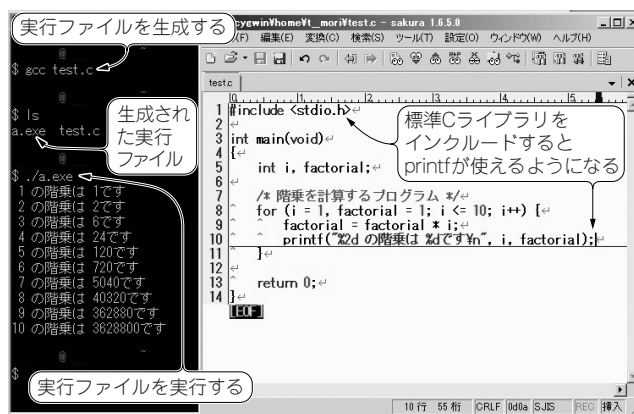 cygwin¥home¥t_mori¥test.c - sakura 1.6.5.0
(F) 編集(E) 変換(C) 検索(S) ツール(T) 設定(O) ウィンドウ(W) ヘルプ(H)
実行ファイルを生成する
@ ~
$ gcc test.c
@
$ ls
a.exe test.c
生成され
た実行
ファイル
@
$ ./a.exe
1 の階乗は 1です
2 の階乗は 2です
3 の階乗は 6です
4 の階乗は 24です
5 の階乗は 120です
6 の階乗は 720です
7 の階乗は 5040です
8 の階乗は 40320です
9 の階乗は 362880です
10 の階乗は 3628800です
@ ~
$
実行ファイルを実行する
test.c
0 1 2 3 4 5
1 #include <stdio.h>
2
3 int main(void)
4 {
5 int i, factorial;
6
7 /* 階乗を計算するプログラム */
8 for (i = 1, factorial = 1; i <= 10; i++) {
9 factorial = factorial * i;
10 printf("%2d の階乗は %dです¥n", i, factorial);
11 }
12
13 return 0;
14 }
[EOF]
標準Cライブラリを
インクルードすると
printfが使えるようになる
10 行 55 桁 CRLF 0d0a SJIS REC 挿入